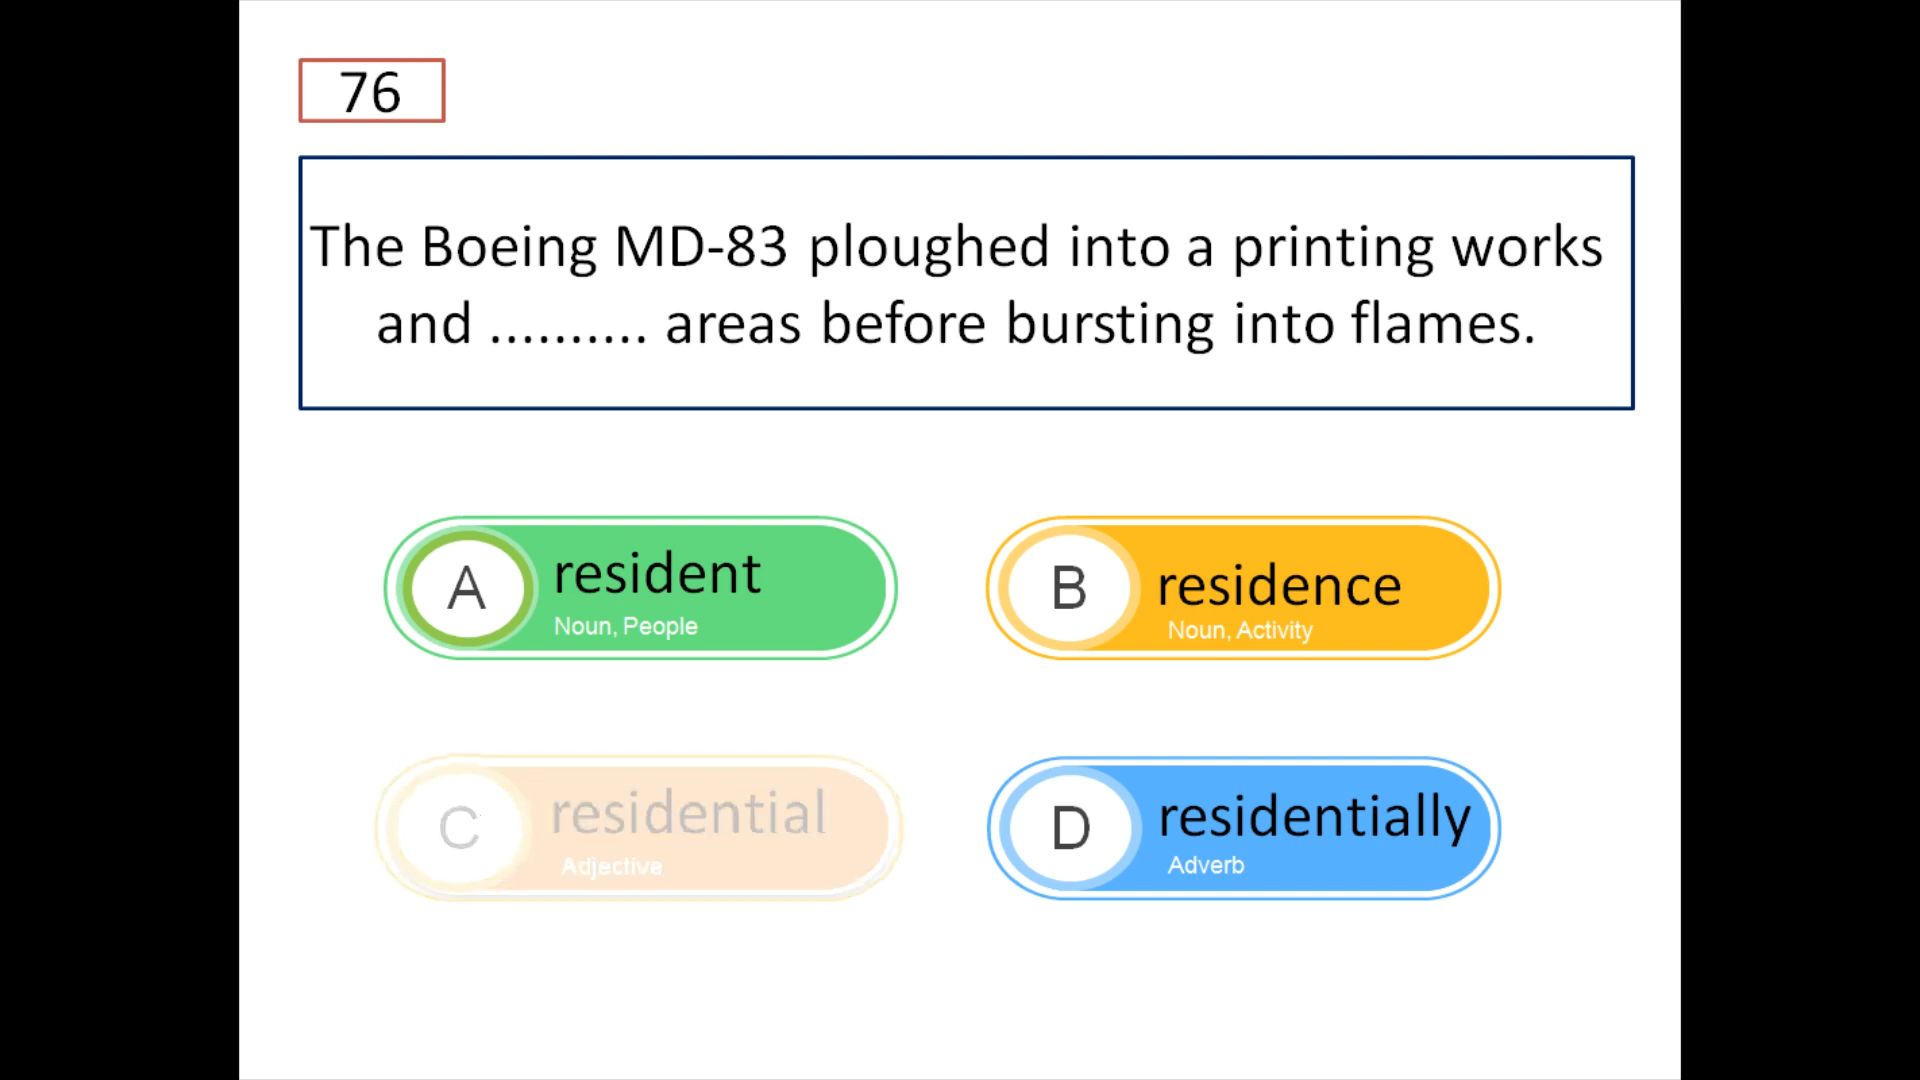 76
The Boeing MD-83 ploughed into a printing works
and .......... areas before bursting into flames.
A resident
Noun, People
B residence
Noun, Activity
C residential
Adjective
D residentially
Adverb